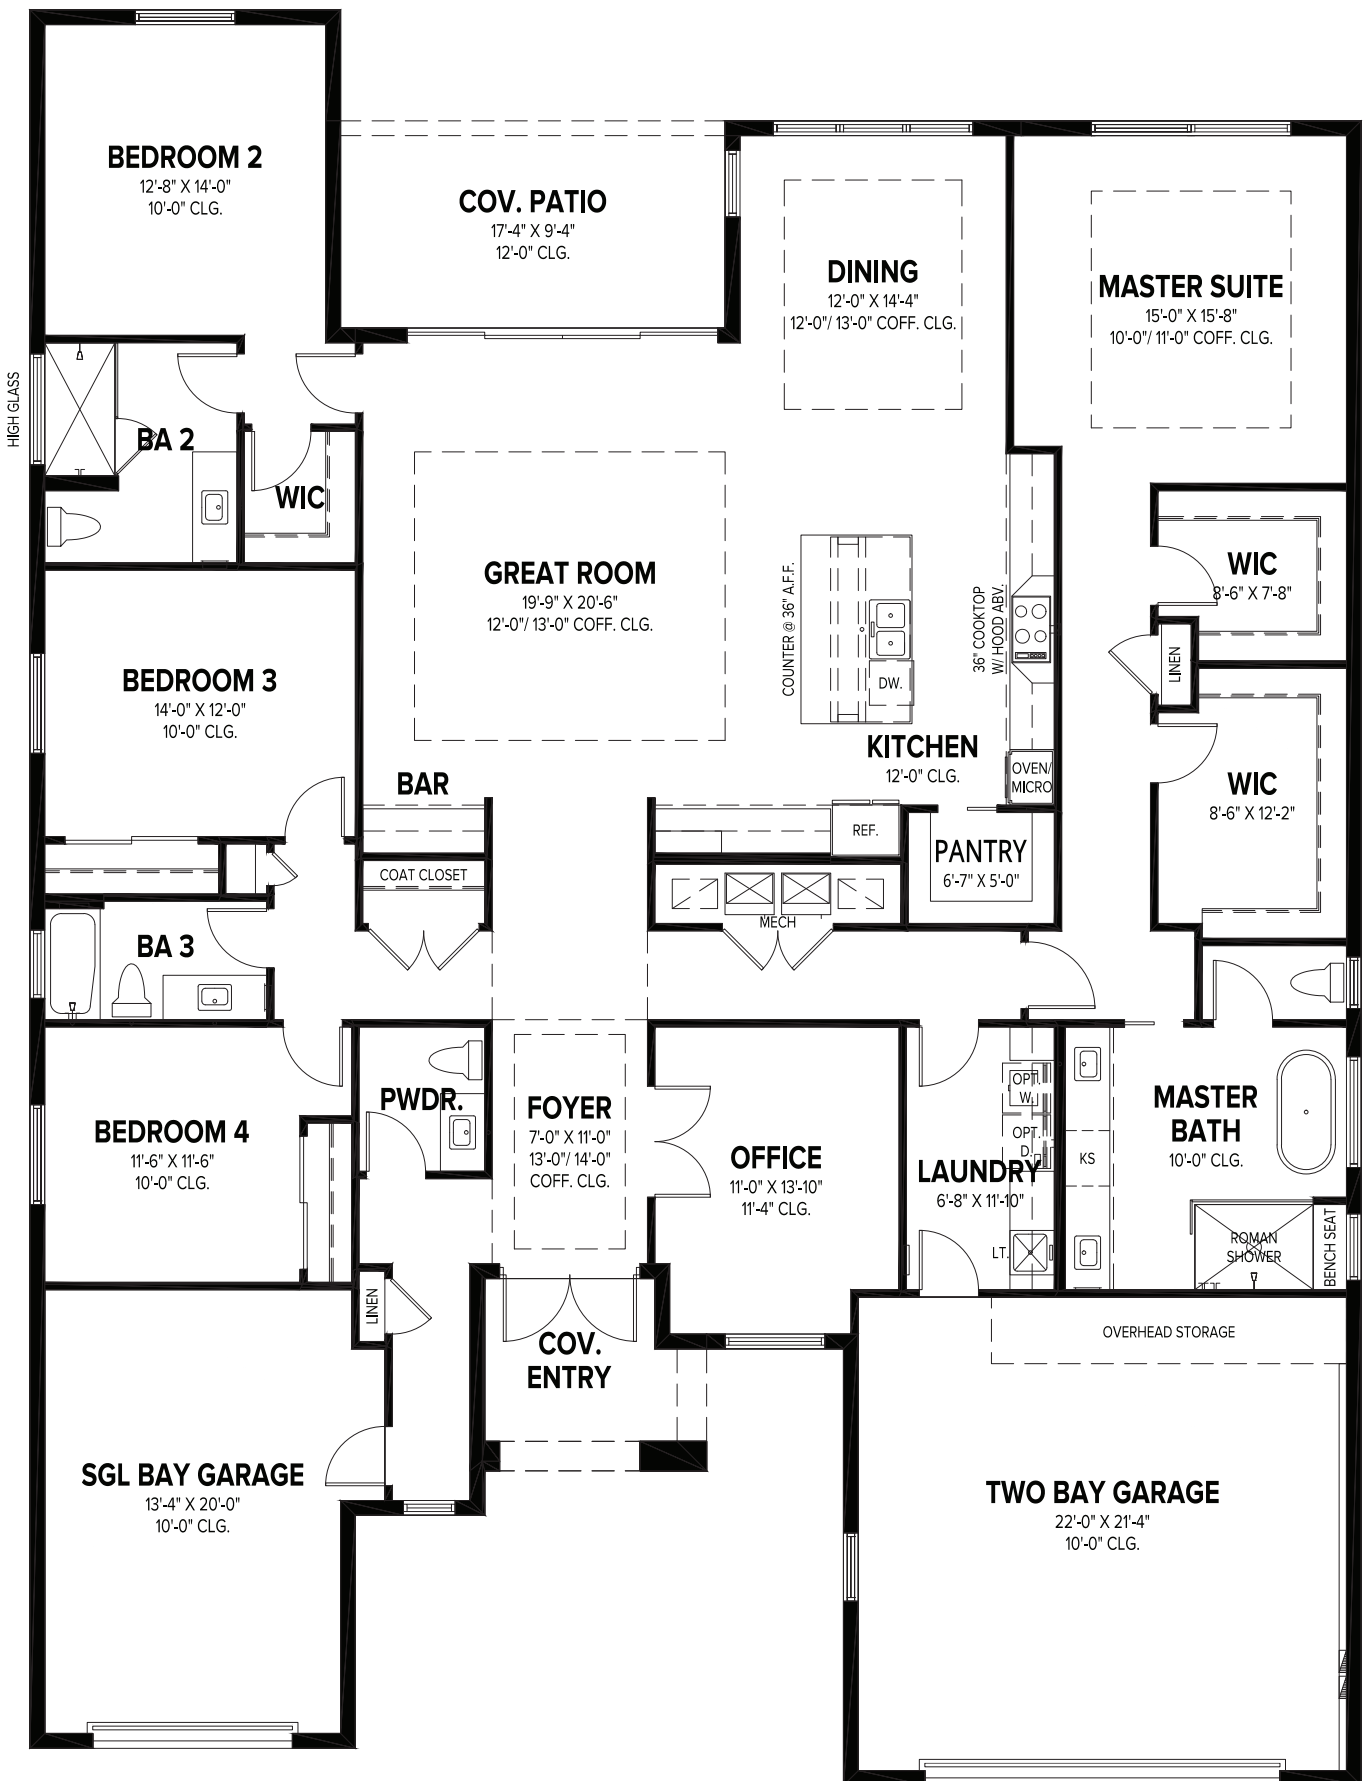 BEDROOM 2
12'-8" X 14'-0"
10'-0" CLG.
COV. PATIO
17'-4" X 9'-4"
12'-0" CLG.
DINING
12'-0" X 14'-4"
12'-0"/ 13'-0" COFF. CLG.
MASTER SUITE
15'-0" X 15'-8"
10'-0"/ 11'-0" COFF. CLG.
HIGH GLASS
BA 2
WIC
GREAT ROOM
19'-9" X 20'-6"
12'-0"/ 13'-0" COFF. CLG.
COUNTER @ 36" A.F.F.
DW.
36" COOKTOP
W/ HOOD ABV.
WIC
8'-6" X 7'-8"
LINEN
BEDROOM 3
14'-0" X 12'-0"
10'-0" CLG.
KITCHEN
12'-0" CLG.
OVEN/
MICRO
WIC
8'-6" X 12'-2"
BAR
REF.
PANTRY
6'-7" X 5'-0"
COAT CLOSET
MECH
BA 3
PWDR.
FOYER
7'-0" X 11'-0"
13'-0"/ 14'-0"
COFF. CLG.
OPT.
W.
OPT.
D.
MASTER
BATH
10'-0" CLG.
KS
BEDROOM 4
11'-6" X 11'-6"
10'-0" CLG.
OFFICE
11'-0" X 13'-10"
11'-4" CLG.
LAUNDRY
6'-8" X 11'-10"
LT.
ROMAN
SHOWER
BENCH SEAT
LINEN
COV.
ENTRY
OVERHEAD STORAGE
SGL BAY GARAGE
13'-4" X 20'-0"
10'-0" CLG.
TWO BAY GARAGE
22'-0" X 21'-4"
10'-0" CLG.